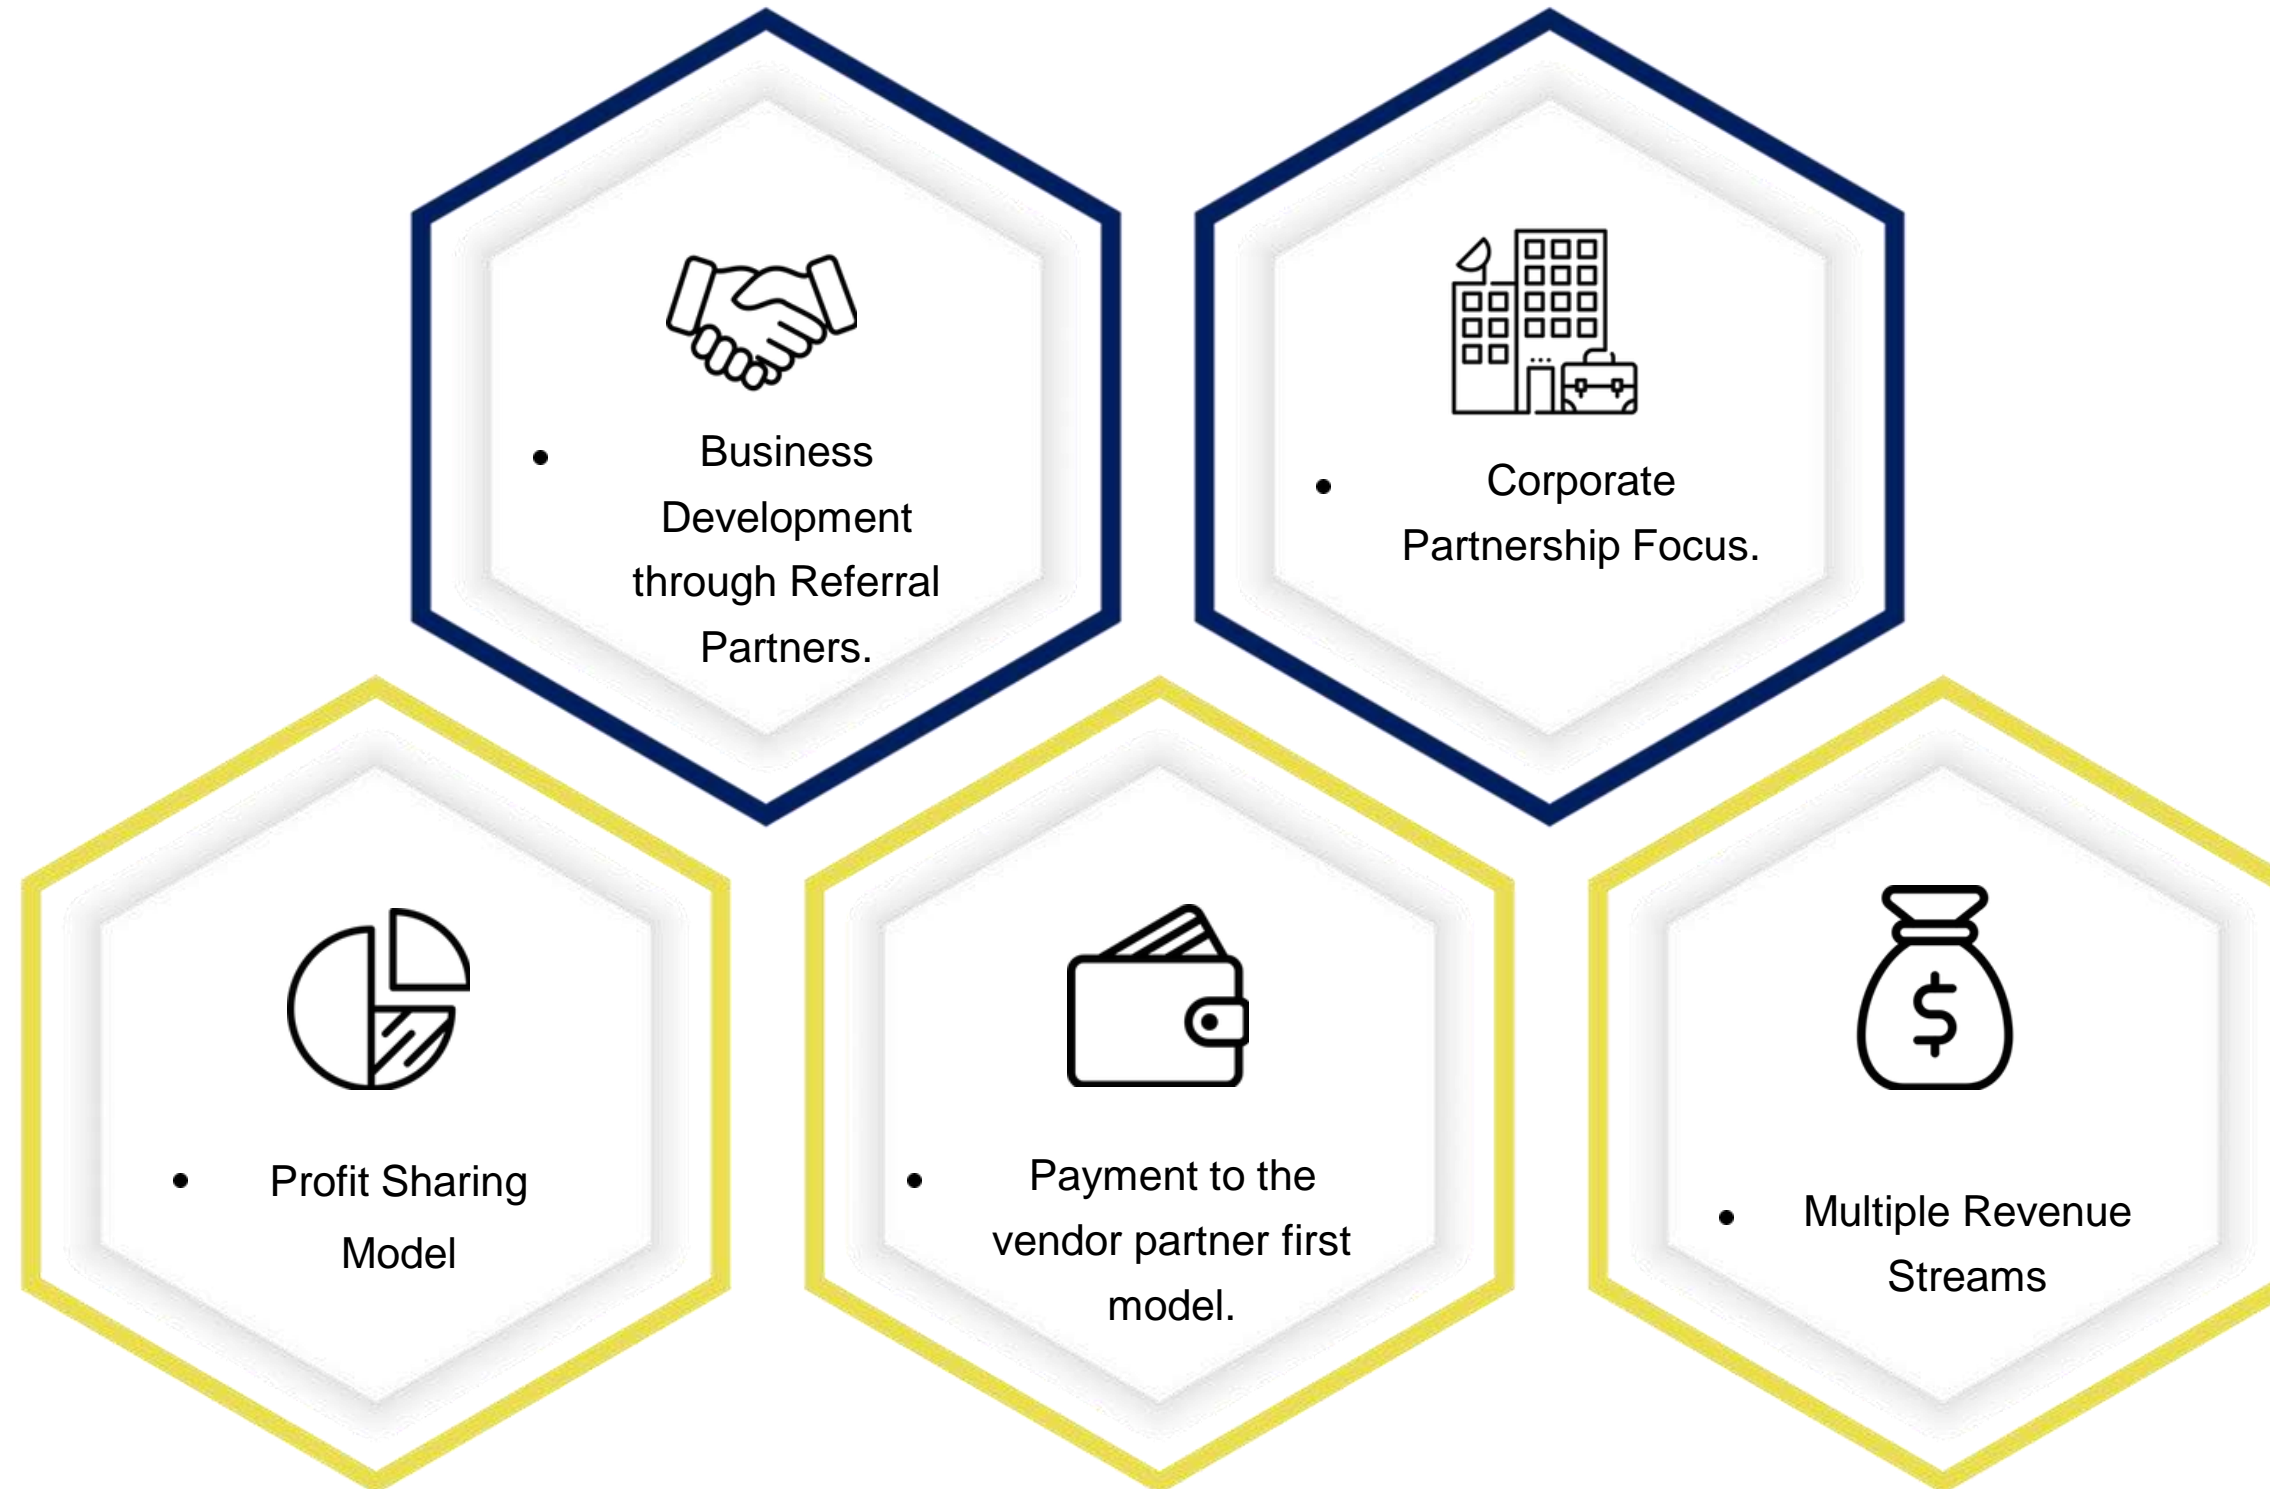 • Business
Development
through Referral
Partners.
• Corporate
Partnership Focus.
• Profit Sharing
Model
• Payment to the
vendor partner first
model.
• Multiple Revenue
Streams